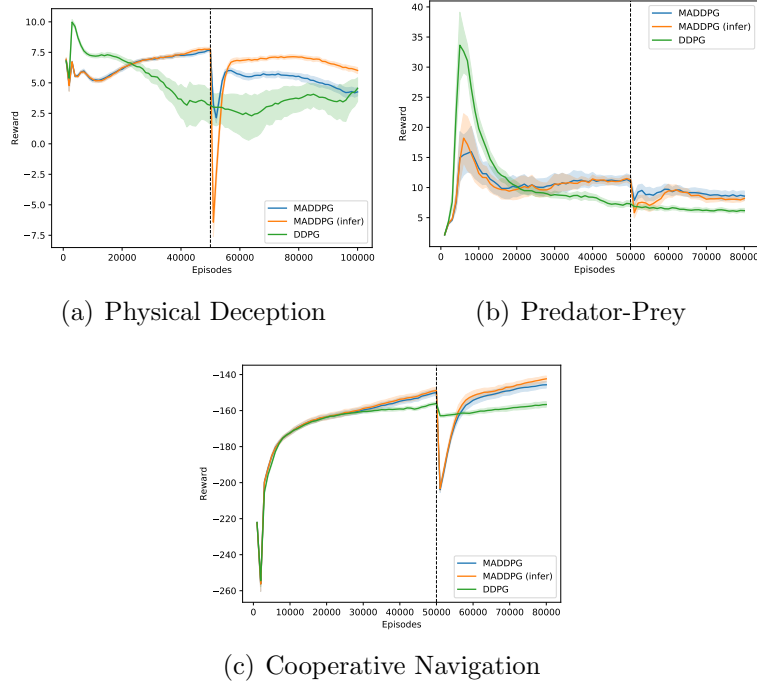 10.0
7.5
5.0
2.5
0.0
−2.5
−5.0
−7.5
Reward
0
20000
40000
60000
80000
100000
Episodes
MADDPG
MADDPG (infer)
DDPG
(a) Physical Deception
40
35
30
25
20
15
10
5
Reward
0
10000
20000
30000
40000
50000
60000
70000
80000
Episodes
MADDPG
MADDPG (infer)
DDPG
(b) Predator-Prey
−140
−160
−180
−200
−220
−240
−260
Reward
0
10000
20000
30000
40000
50000
60000
70000
80000
Episodes
MADDPG
MADDPG (infer)
DDPG
(c) Cooperative Navigation